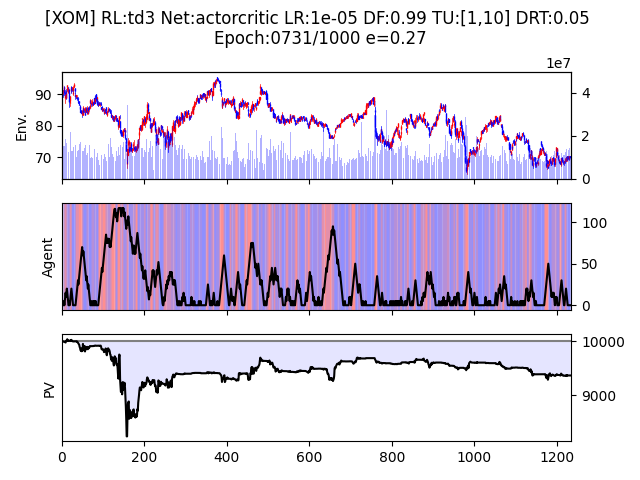 [XOM] RL:td3 Net:actorcritic LR:1e-05 DF:0.99 TU:[1,10] DRT:0.05
Epoch:0731/1000 e=0.27
1e7
Env.
90
80
70
4
2
0
Agent
100
50
0
PV
10000
9000
0 200 400 600 800 1000 1200